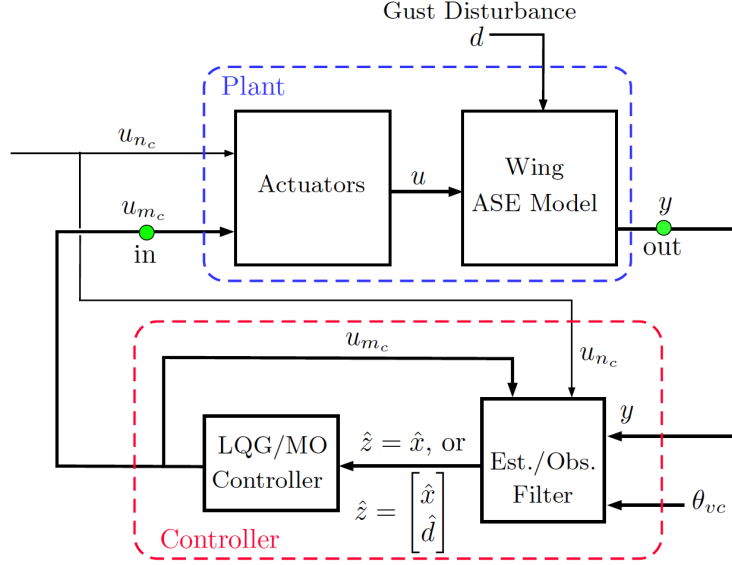 Gust Disturbance
d
Plant
u_{n_c}
Actuators
u
Wing
ASE Model
u_{m_c}
in
y
out
u_{m_c}
u_{n_c}
LQG/MO
Controller
ẑ = x̂, or
ẑ = [x̂ d̂]
Est./Obs.
Filter
y
θ_{vc}
Controller